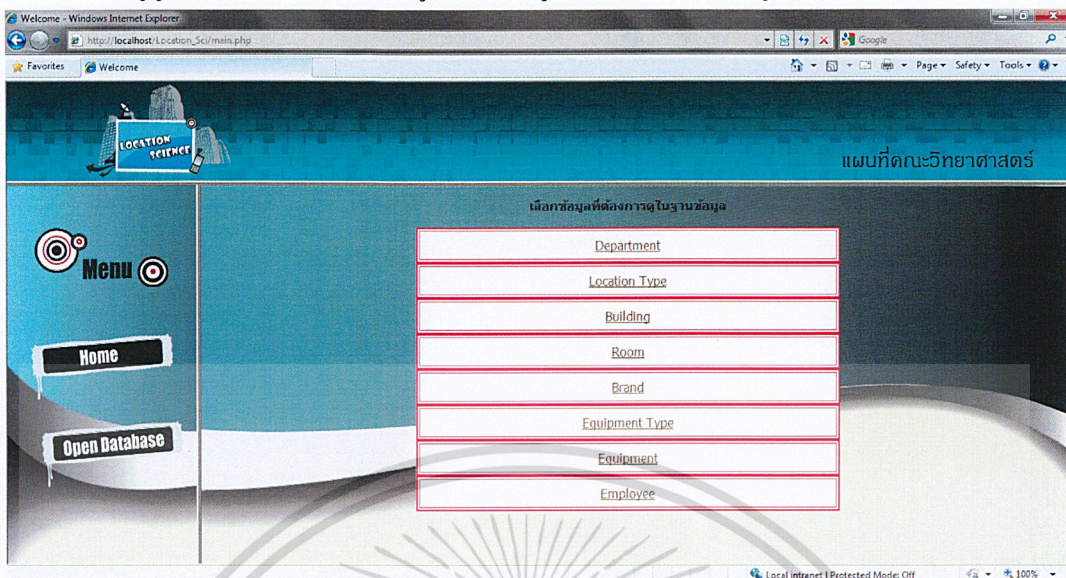 Welcome - Windows Internet Explorer
http://localhost/Location_Sci/main.php
Google
Favorites
Welcome
Page
Safety
Tools
LOCATION
SCIENCE
แผนที่คณะวิทยาศาสตร์
เลือกข้อมูลที่ต้องการดูในฐานข้อมูล
Menu
Home
Open Database
Department
Location Type
Building
Room
Brand
Equipment Type
Equipment
Employee
Local intranet | Protected Mode: Off
100%